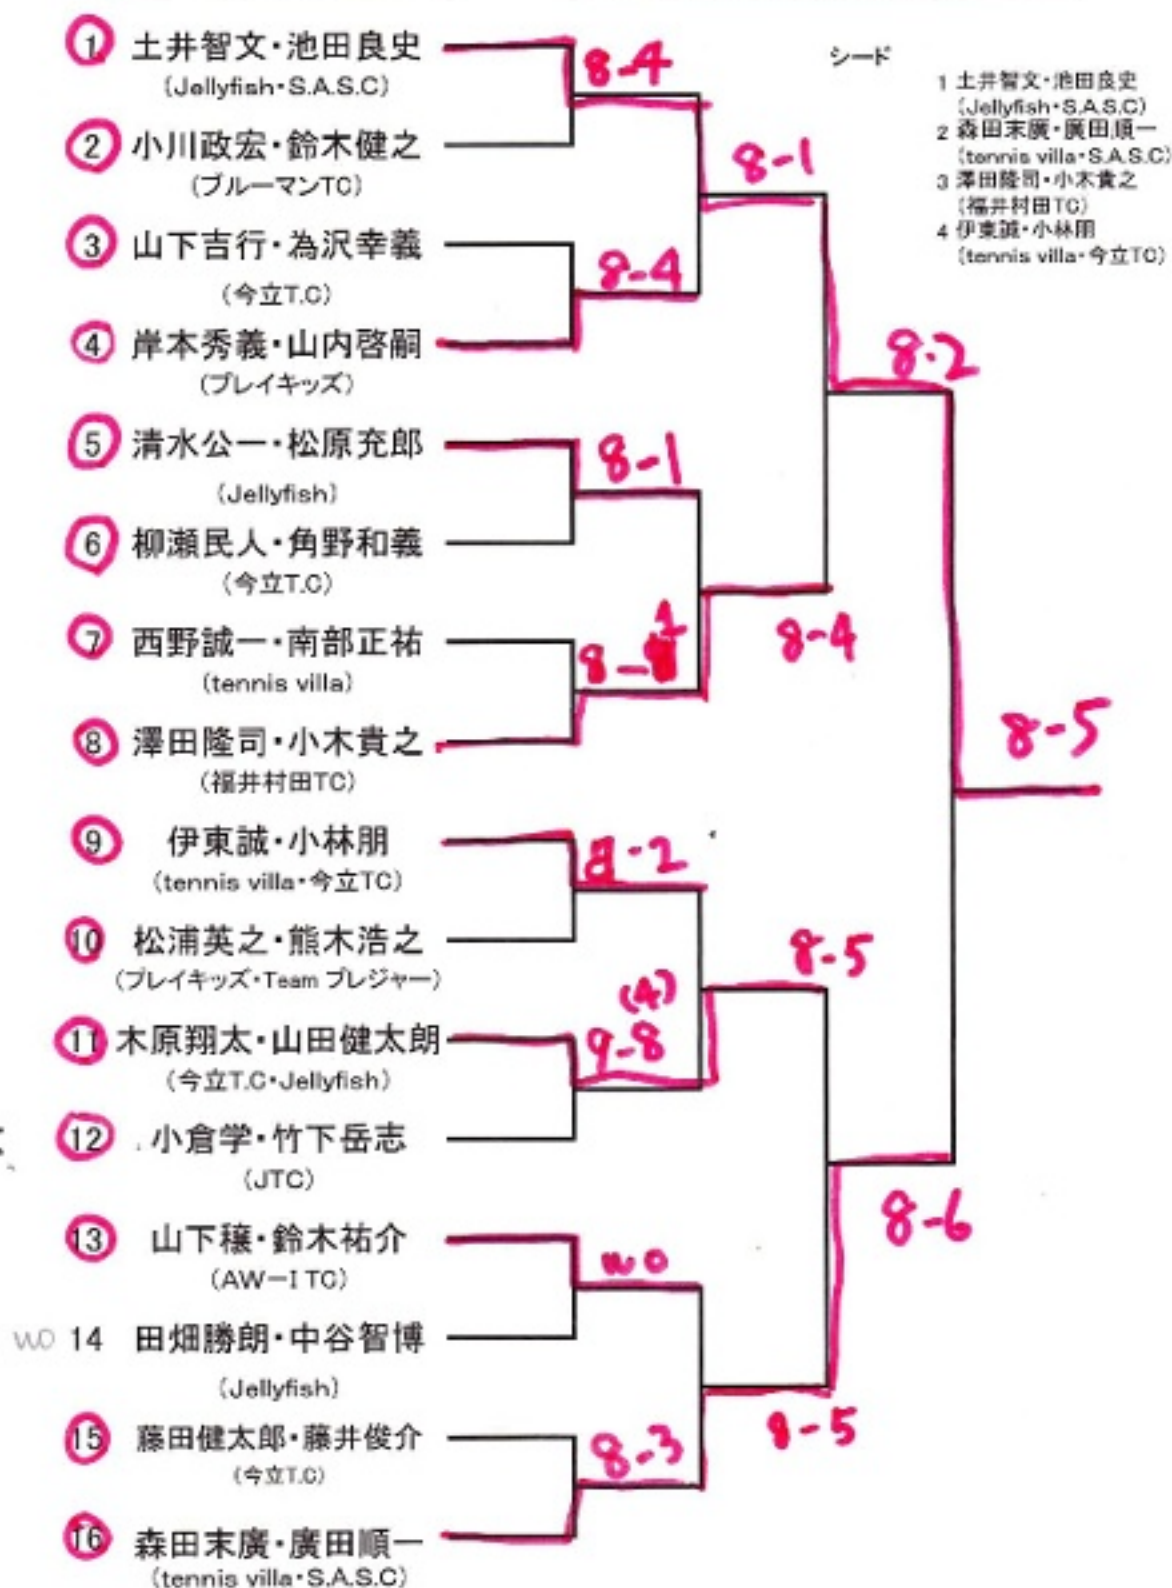 ① 土井智文・池田良史
(Jellyfish・S.A.S.C)
8-4
シード
1 土井智文・池田良史
(Jellyfish・S.A.S.C)
2 森田末廣・廣田順一
(tennis villa・S.A.S.C)
3 澤田隆司・小木貴之
(福井村田TC)
4 伊東誠・小林朋
(tennis villa・今立TC)
② 小川政宏・鈴木健之
(ブルーマンTC)
8-1
③ 山下吉行・為沢幸義
(今立T.C)
8-4
④ 岸本秀義・山内啓嗣
(プレイキッズ)
8-2
⑤ 清水公一・松原充郎
(Jellyfish)
8-1
⑥ 柳瀬民人・角野和義
(今立T.C)
8-4
⑦ 西野誠一・南部正祐
(tennis villa)
8-
⑧ 澤田隆司・小木貴之
(福井村田TC)
8-5
⑨ 伊東誠・小林朋
(tennis villa・今立TC)
8-2
⑩ 松浦英之・熊木浩之
(プレイキッズ・Team プレジャー)
8-5
⑪ 木原翔太・山田健太朗
(今立T.C・Jellyfish)
(4)
9-8
⑫ 小倉学・竹下岳志
(JTC)
8-6
⑬ 山下穣・鈴木祐介
(AW－I TC)
wo
wo 14 田畑勝朗・中谷智博
(Jellyfish)
8-5
⑮ 藤田健太郎・藤井俊介
(今立T.C)
8-3
⑯ 森田末廣・廣田順一
(tennis villa・S.A.S.C)